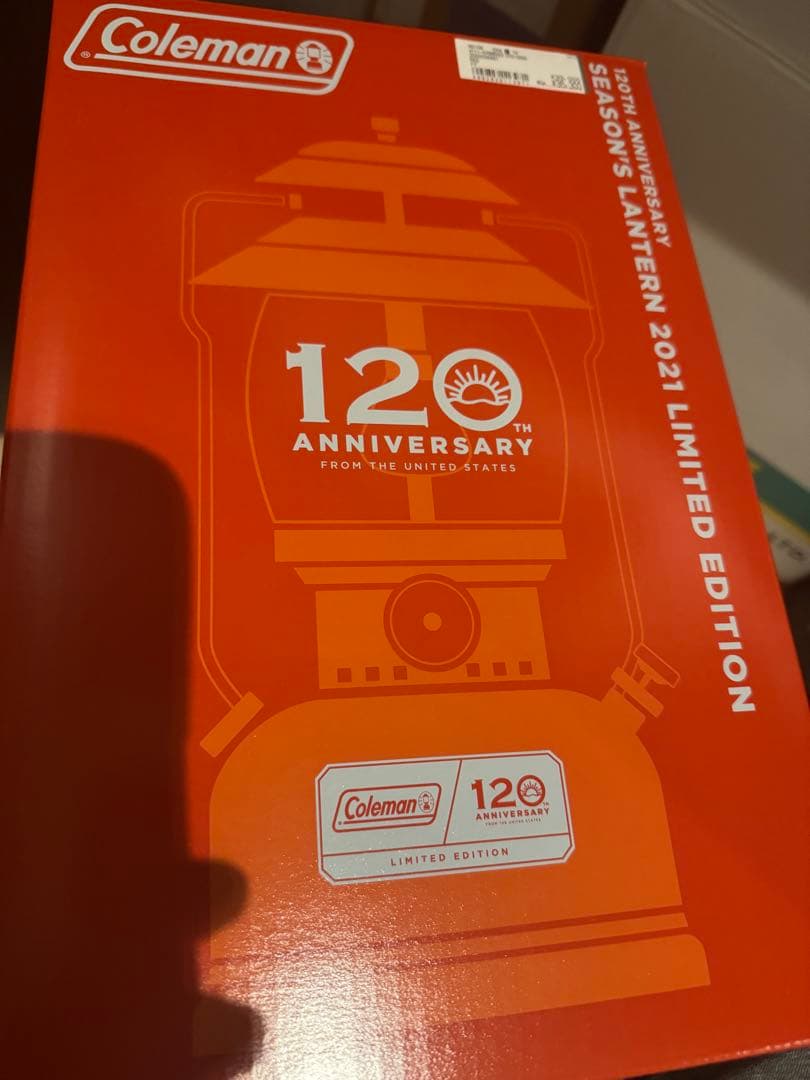 Coleman
®
120TH ANNIVERSARY
SEASON'S LANTERN 2021 LIMITED EDITION
120TH
ANNIVERSARY
FROM THE UNITED STATES
Coleman
120TH
ANNIVERSARY
FROM THE UNITED STATES
LIMITED EDITION